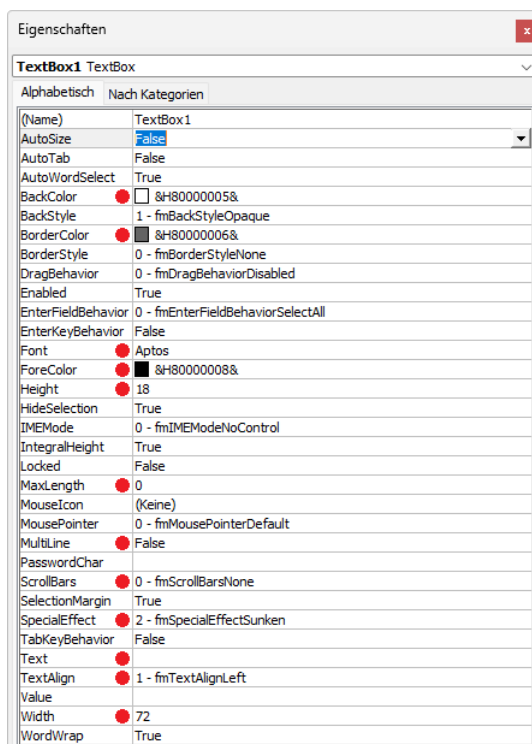 Eigenschaften
x
TextBox1 TextBox
Alphabetisch Nach Kategorien
(Name) TextBox1
AutoSize False
AutoTab False
AutoWordSelect True
BackColor &H80000005&
BackStyle 1 - fmBackStyleOpaque
BorderColor &H80000006&
BorderStyle 0 - fmBorderStyleNone
DragBehavior 0 - fmDragBehaviorDisabled
Enabled True
EnterFieldBehavior 0 - fmEnterFieldBehaviorSelectAll
EnterKeyBehavior False
Font Aptos
ForeColor &H80000008&
Height 18
HideSelection True
IMEMode 0 - fmIMEModeNoControl
IntegralHeight True
Locked False
MaxLength 0
MouseIcon (Keine)
MousePointer 0 - fmMousePointerDefault
MultiLine False
PasswordChar
ScrollBars 0 - fmScrollBarsNone
SelectionMargin True
SpecialEffect 2 - fmSpecialEffectSunken
TabKeyBehavior False
Text
TextAlign 1 - fmTextAlignLeft
Value
Width 72
WordWrap True